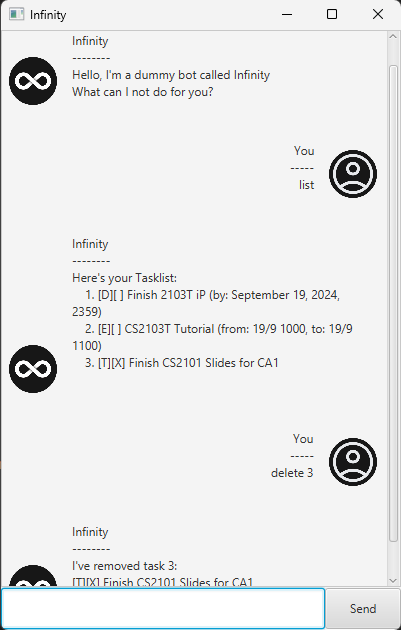 Infinity
Infinity
--------
Hello, I'm a dummy bot called Infinity
What can I not do for you?
You
-----
list
Infinity
--------
Here's your Tasklist:
1. [D][ ] Finish 2103T iP (by: September 19, 2024,
2359)
2. [E][ ] CS2103T Tutorial (from: 19/9 1000, to: 19/9
1100)
3. [T][X] Finish CS2101 Slides for CA1
You
-----
delete 3
Infinity
--------
I've removed task 3:
[T][X] Finish CS2101 Slides for CA1
Send